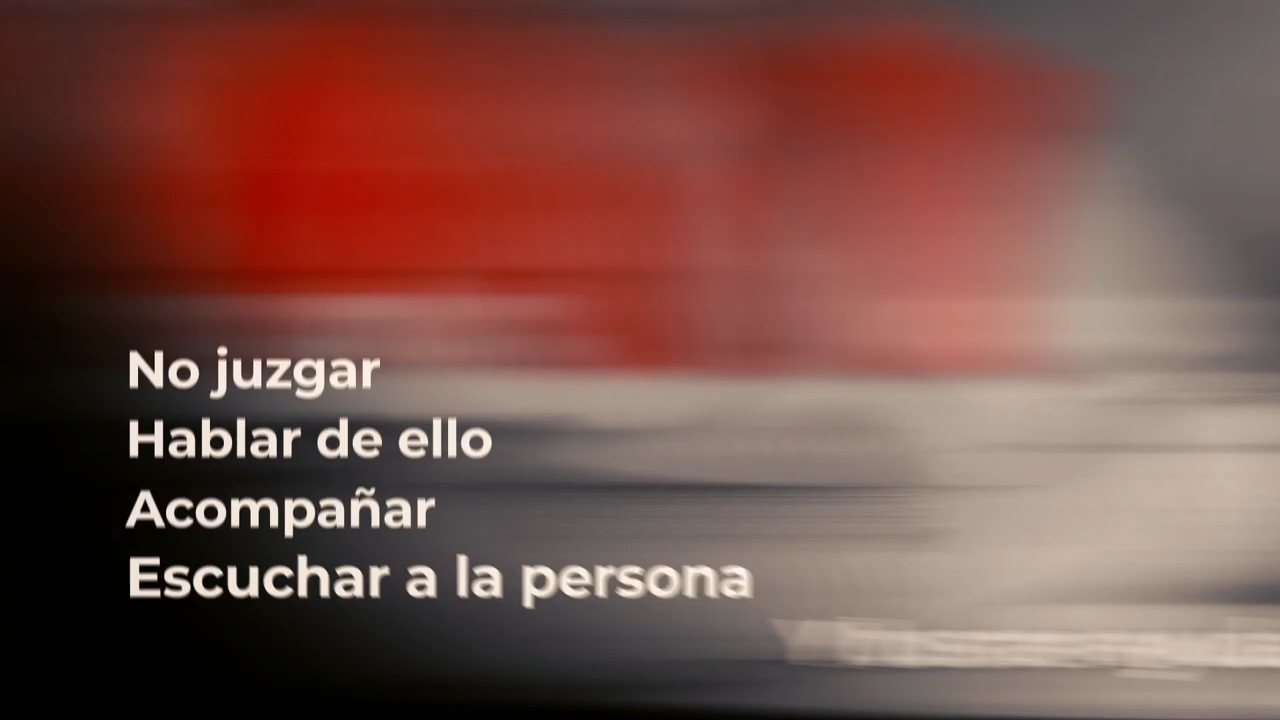 No juzgar
Hablar de ello
Acompañar
Escuchar a la persona
Y